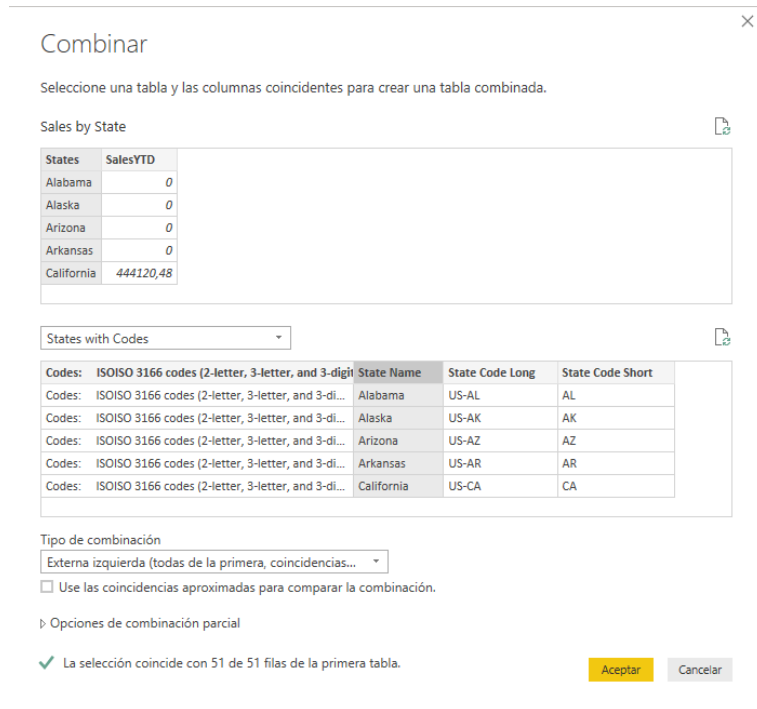 Combinar
Seleccione una tabla y las columnas coincidentes para crear una tabla combinada.
Sales by State
States SalesYTD
Alabama 0
Alaska 0
Arizona 0
Arkansas 0
California 444120,48
States with Codes
Codes: ISOISO 3166 codes (2-letter, 3-letter, and 3-digit State Name State Code Long State Code Short
Codes: ISOISO 3166 codes (2-letter, 3-letter, and 3-di... Alabama US-AL AL
Codes: ISOISO 3166 codes (2-letter, 3-letter, and 3-di... Alaska US-AK AK
Codes: ISOISO 3166 codes (2-letter, 3-letter, and 3-di... Arizona US-AZ AZ
Codes: ISOISO 3166 codes (2-letter, 3-letter, and 3-di... Arkansas US-AR AR
Codes: ISOISO 3166 codes (2-letter, 3-letter, and 3-di... California US-CA CA
Tipo de combinación
Externa izquierda (todas de la primera, coincidencias...
Use las coincidencias aproximadas para comparar la combinación.
Opciones de combinación parcial
La selección coincide con 51 de 51 filas de la primera tabla.
Aceptar Cancelar